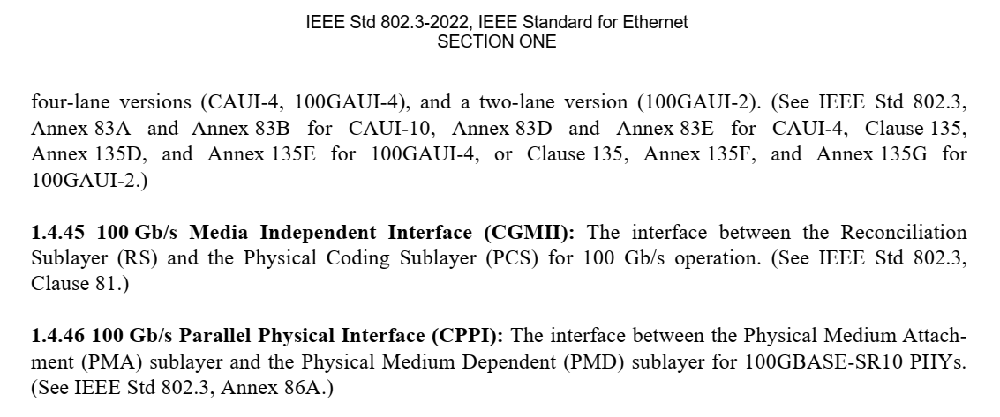 IEEE Std 802.3-2022, IEEE Standard for Ethernet
SECTION ONE
four-lane versions (CAUI-4, 100GAUI-4), and a two-lane version (100GAUI-2). (See IEEE Std 802.3,
Annex 83A and Annex 83B for CAUI-10, Annex 83D and Annex 83E for CAUI-4, Clause 135,
Annex 135D, and Annex 135E for 100GAUI-4, or Clause 135, Annex 135F, and Annex 135G for
100GAUI-2.)
1.4.45 100 Gb/s Media Independent Interface (CGMII): The interface between the Reconciliation
Sublayer (RS) and the Physical Coding Sublayer (PCS) for 100 Gb/s operation. (See IEEE Std 802.3,
Clause 81.)
1.4.46 100 Gb/s Parallel Physical Interface (CPPI): The interface between the Physical Medium Attach-
ment (PMA) sublayer and the Physical Medium Dependent (PMD) sublayer for 100GBASE-SR10 PHYs.
(See IEEE Std 802.3, Annex 86A.)